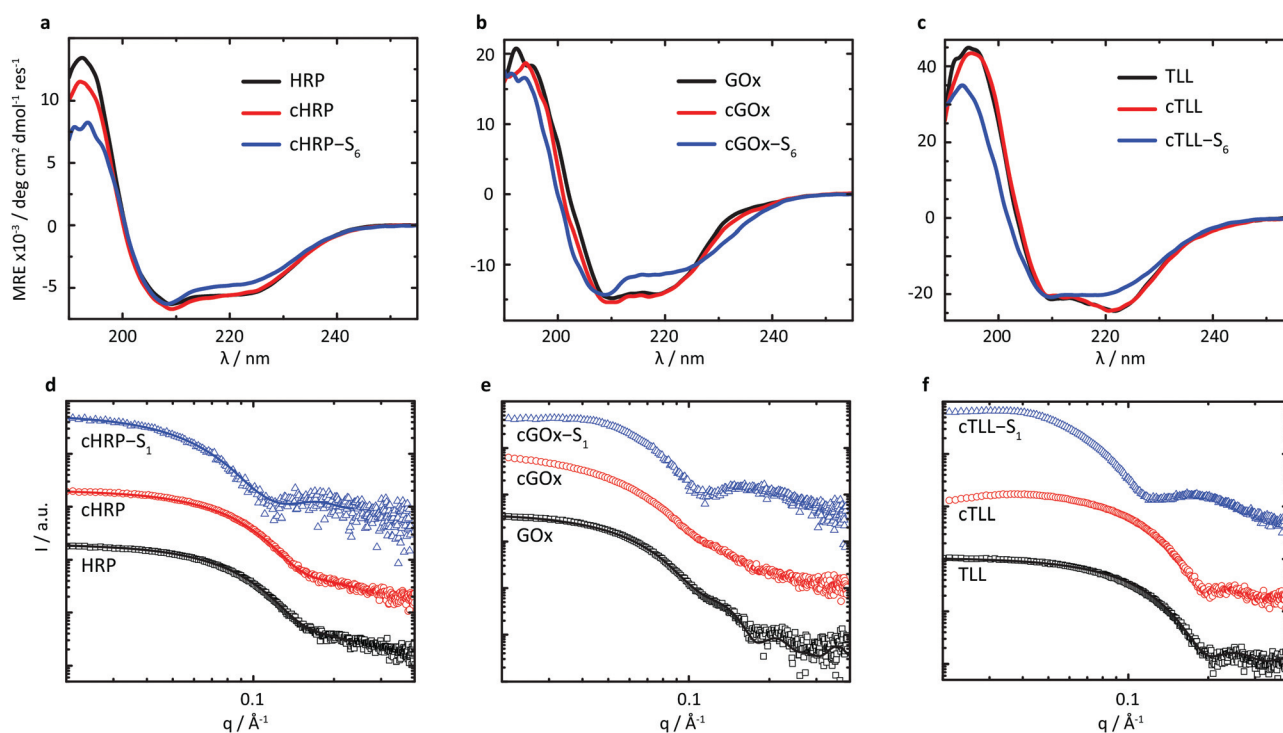 a
b
c
MRE x10⁻³ / deg cm² dmol⁻¹ res⁻¹
10
5
0
-5
HRP
cHRP
cHRP–S₆
200
220
240
λ / nm
20
10
0
-10
GOx
cGOx
cGOx–S₆
200
220
240
λ / nm
40
20
0
-20
TLL
cTLL
cTLL–S₆
200
220
240
λ / nm
d
e
f
I / a.u.
cHRP–S₁
cHRP
HRP
0.1
q / Å⁻¹
cGOx–S₁
cGOx
GOx
0.1
q / Å⁻¹
cTLL–S₁
cTLL
TLL
0.1
q / Å⁻¹